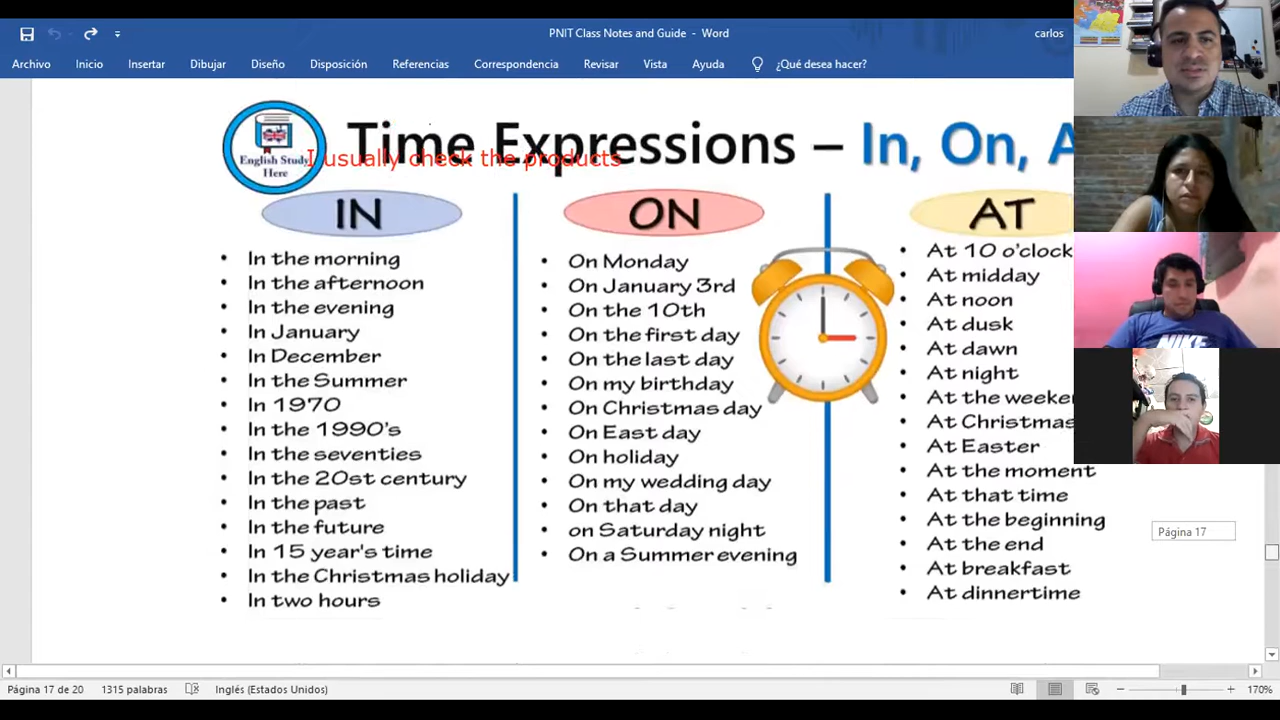 PNIT Class Notes and Guide - Word
carlos
Archivo Inicio Insertar Dibujar Diseño Disposición Referencias Correspondencia Revisar Vista Ayuda ¿Qué desea hacer?
English Study Here
Time Expressions – In, On, A
I usually check the products
IN
In the morning
In the afternoon
In the evening
In January
In December
In the Summer
In 1970
In the 1990's
In the seventies
In the 20st century
In the past
In the future
In 15 year's time
In the Christmas holiday
In two hours
ON
On Monday
On January 3rd
On the 10th
On the first day
On the last day
On my birthday
On Christmas day
On East day
On holiday
On my wedding day
On that day
on Saturday night
On a Summer evening
AT
At 10 o'clock
At midday
At noon
At dusk
At dawn
At night
At the weeke
At Christmas
At Easter
At the moment
At that time
At the beginning
At the end
At breakfast
At dinnertime
Página 17
NIKE
Página 17 de 20 1315 palabras Inglés (Estados Unidos) 170%